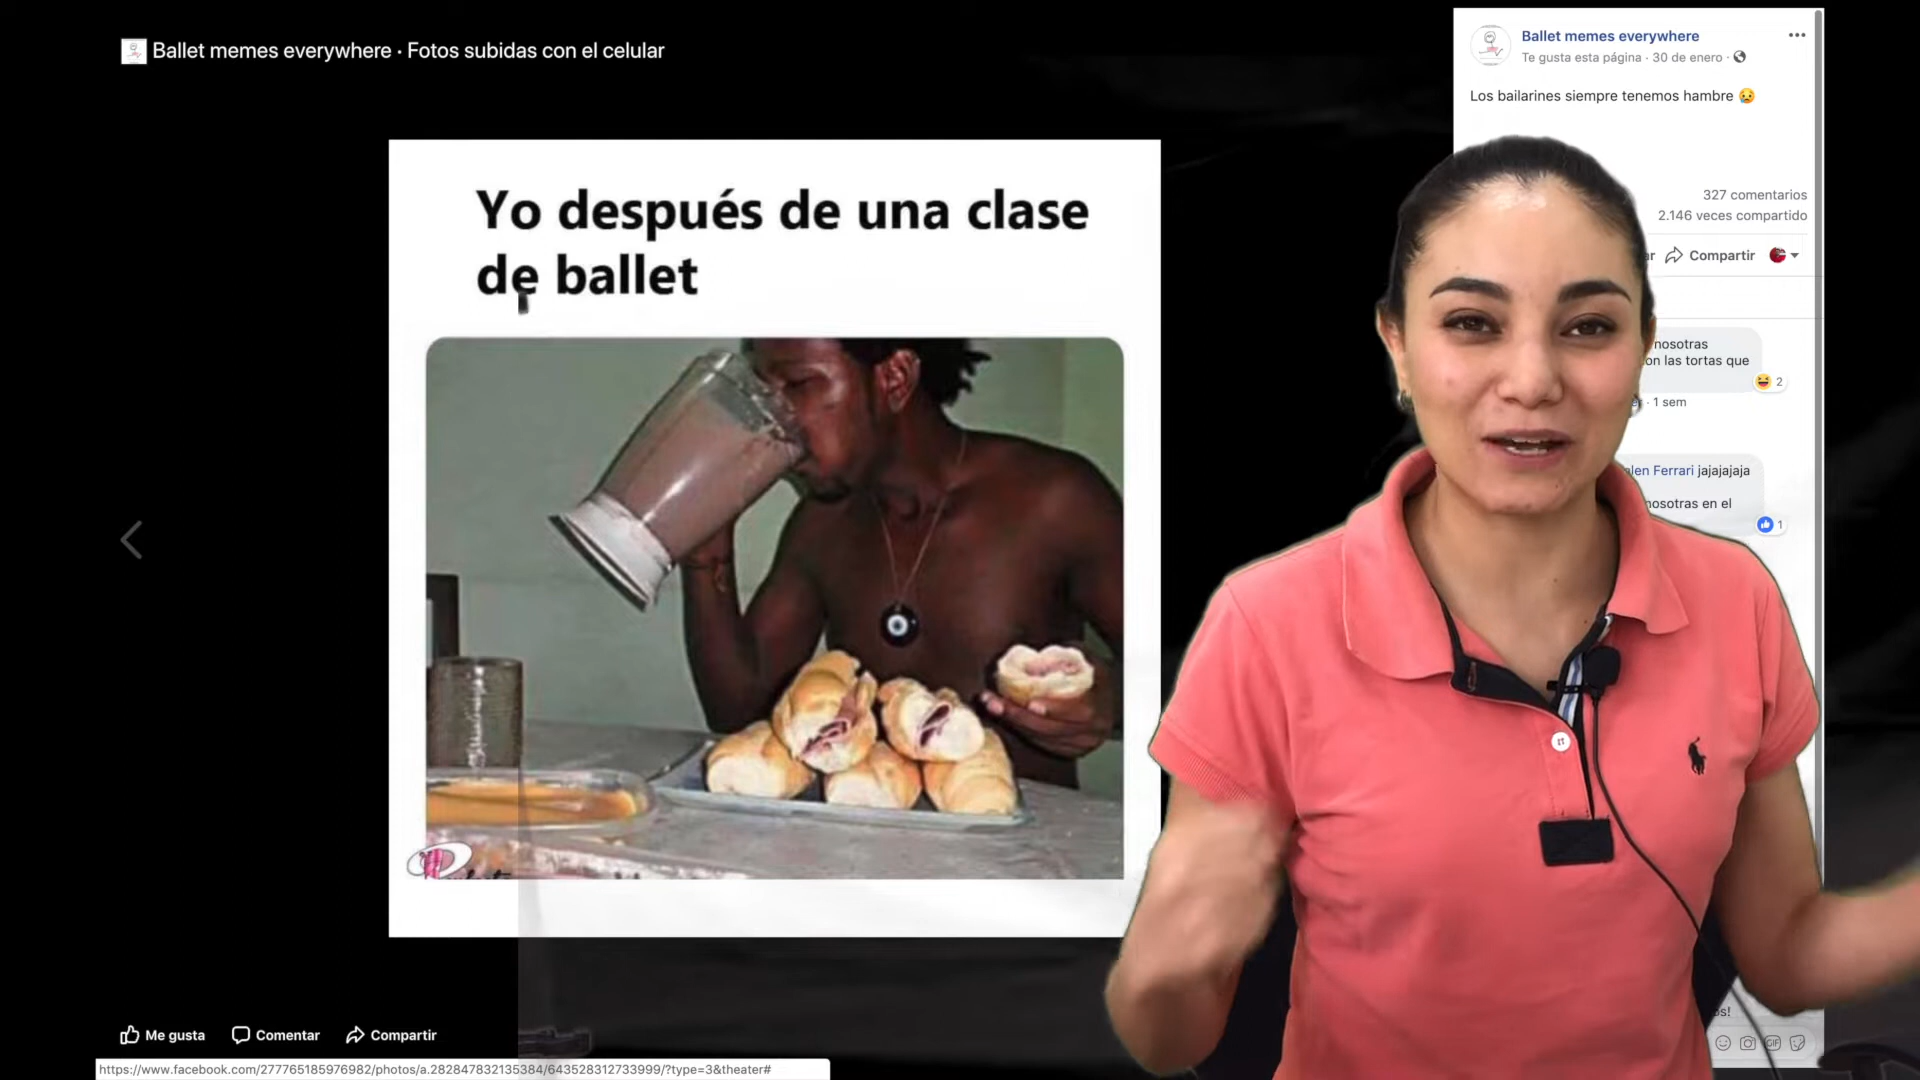 Ballet memes everywhere · Fotos subidas con el celular
Yo después de una clase
de ballet
Me gusta
Comentar
Compartir
https://www.facebook.com/277765185976982/photos/a.282847832135384/643528312733999/?type=3&theater#
Ballet memes everywhere
Te gusta esta página · 30 de enero ·
Los bailarines siempre tenemos hambre
327 comentarios
2.146 veces compartido
Compartir
nosotras
las tortas que
2
1 sem
Ferrari jajajajaja
nosotras en el
1
GIF